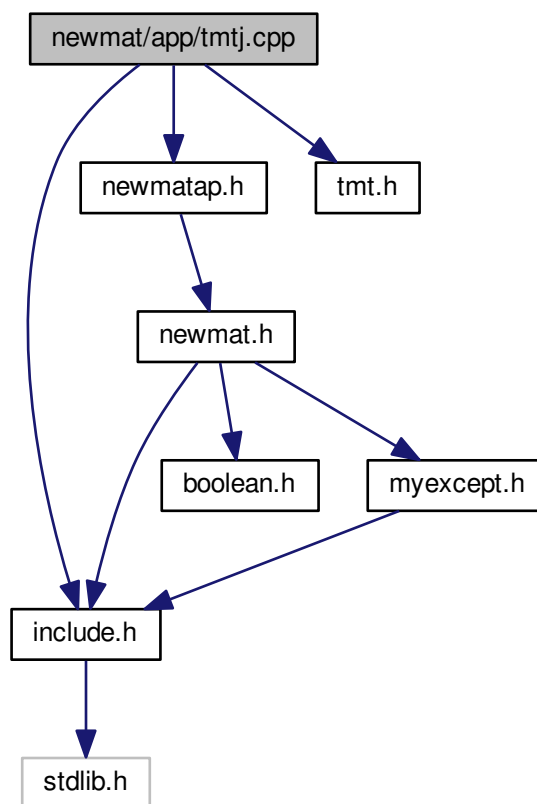 newmat/app/tmtj.cpp
newmatap.h
tmt.h
newmat.h
boolean.h
myexcept.h
include.h
stdlib.h